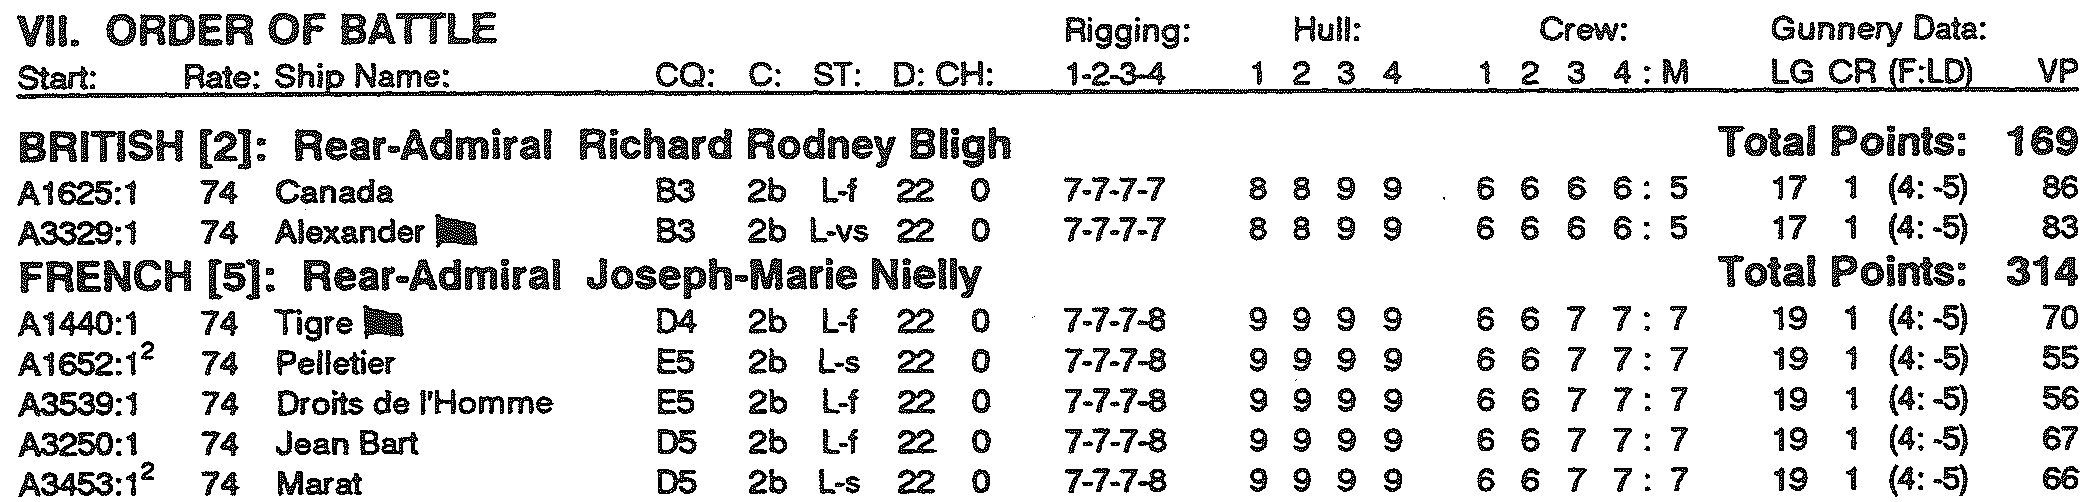 VII. ORDER OF BATTLE Rigging: Hull: Crew: Gunnery Data:
Start: Rate: Ship Name: CQ: C: ST: D: CH: 1-2-3-4 1 2 3 4 1 2 3 4 : M LG CR (F:LD) VP
BRITISH [2]: Rear-Admiral Richard Rodney Bligh Total Points: 169
A1625:1 74 Canada B3 2b L-f 22 0 7-7-7-7 8 8 9 9 6 6 6 6 : 5 17 1 (4: -5) 86
A3329:1 74 Alexander B3 2b L-vs 22 0 7-7-7-7 8 8 9 9 6 6 6 6 : 5 17 1 (4: -5) 83
FRENCH [5]: Rear-Admiral Joseph-Marie Nielly Total Points: 314
A1440:1 74 Tigre D4 2b L-f 22 0 7-7-7-8 9 9 9 9 6 6 7 7 : 7 19 1 (4: -5) 70
A1652:1² 74 Pelletier E5 2b L-s 22 0 7-7-7-8 9 9 9 9 6 6 7 7 : 7 19 1 (4: -5) 55
A3539:1 74 Droits de l'Homme E5 2b L-f 22 0 7-7-7-8 9 9 9 9 6 6 7 7 : 7 19 1 (4: -5) 56
A3250:1 74 Jean Bart D5 2b L-f 22 0 7-7-7-8 9 9 9 9 6 6 7 7 : 7 19 1 (4: -5) 67
A3453:1² 74 Marat D5 2b L-s 22 0 7-7-7-8 9 9 9 9 6 6 7 7 : 7 19 1 (4: -5) 66